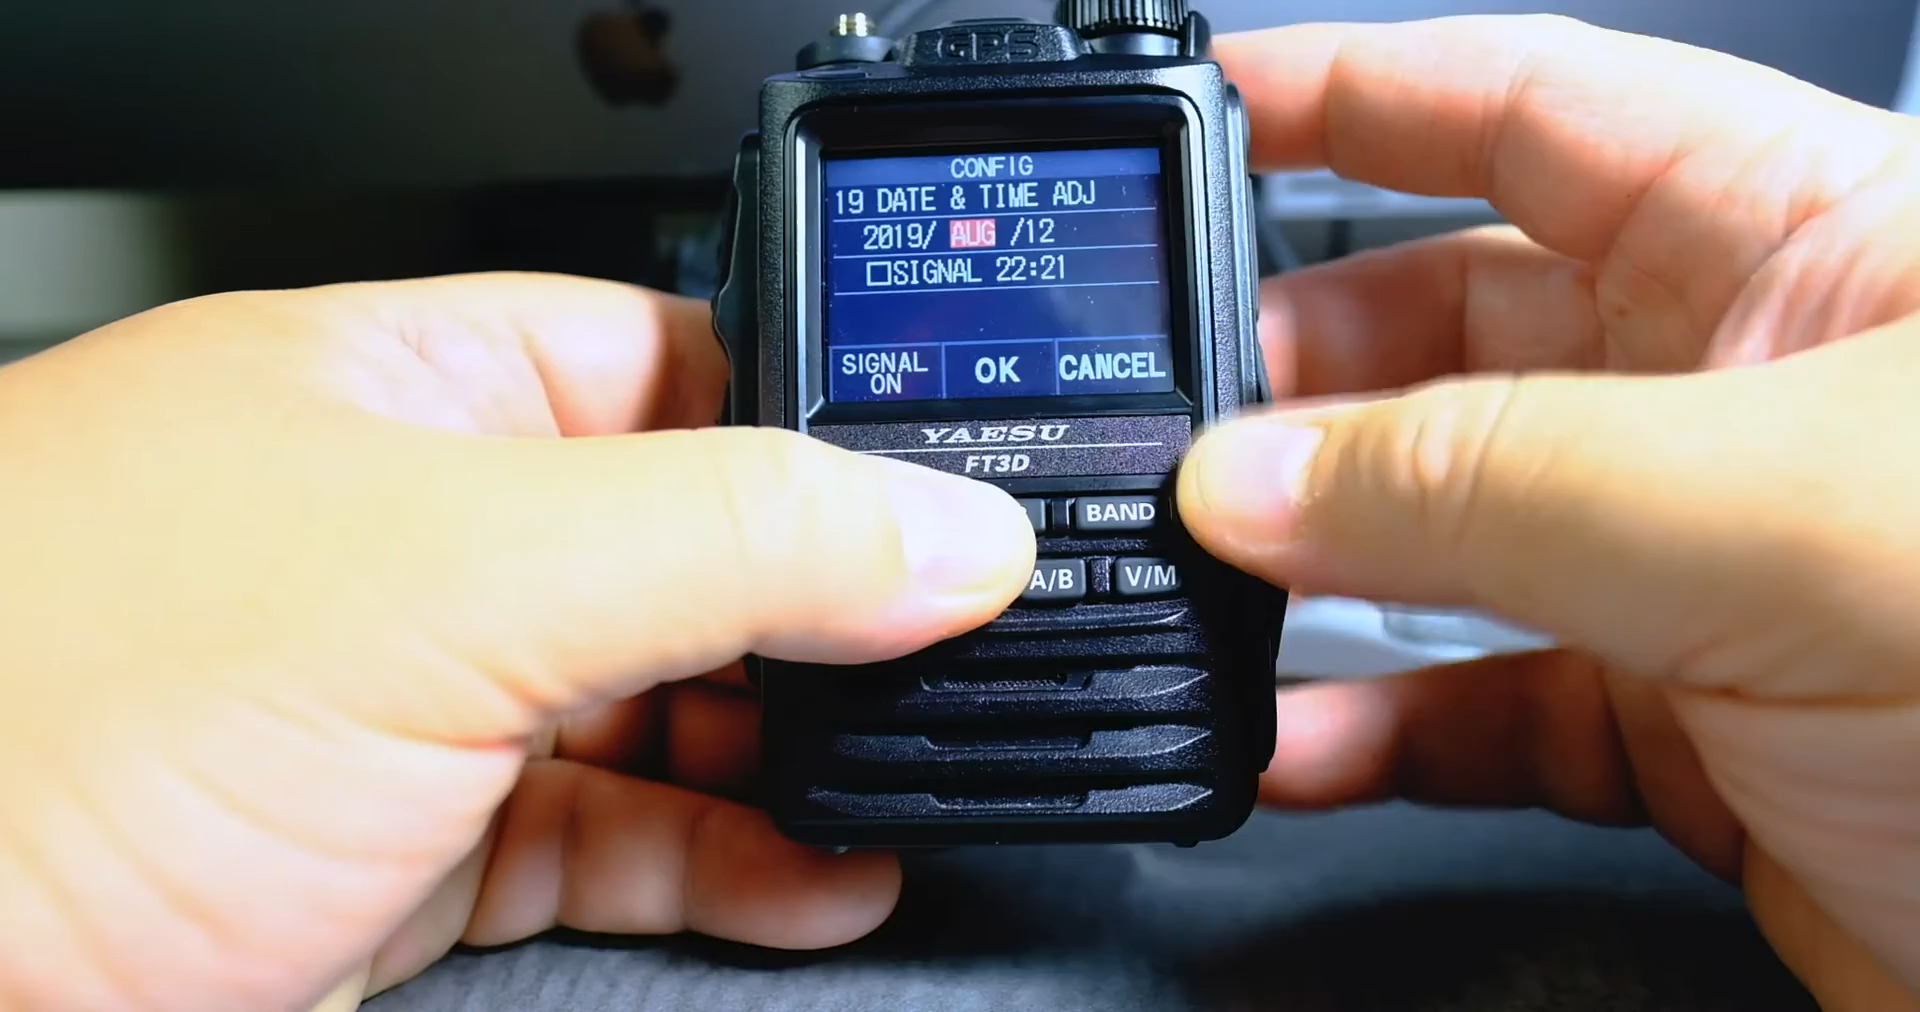 GPS
CONFIG
19 DATE & TIME ADJ
2019/ AUG /12
□SIGNAL 22:21
SIGNAL ON
OK
CANCEL
YAESU
FT3D
BAND
A/B
V/M